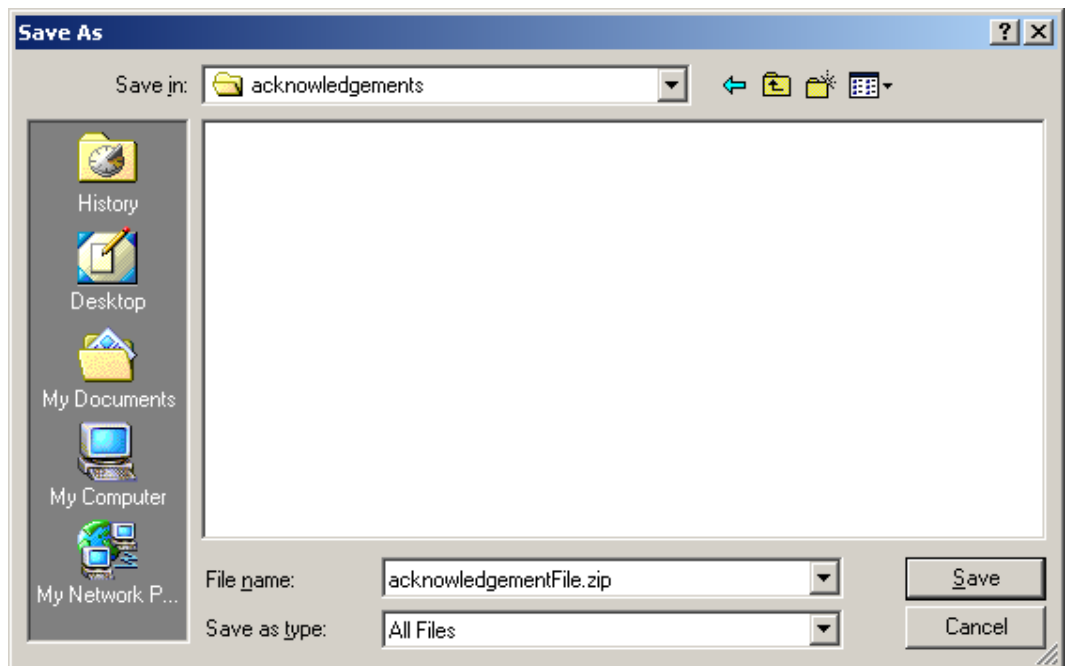 Save As
Save in: acknowledgements
History
Desktop
My Documents
My Computer
My Network P...
File name: acknowledgementFile.zip Save
Save as type: All Files Cancel